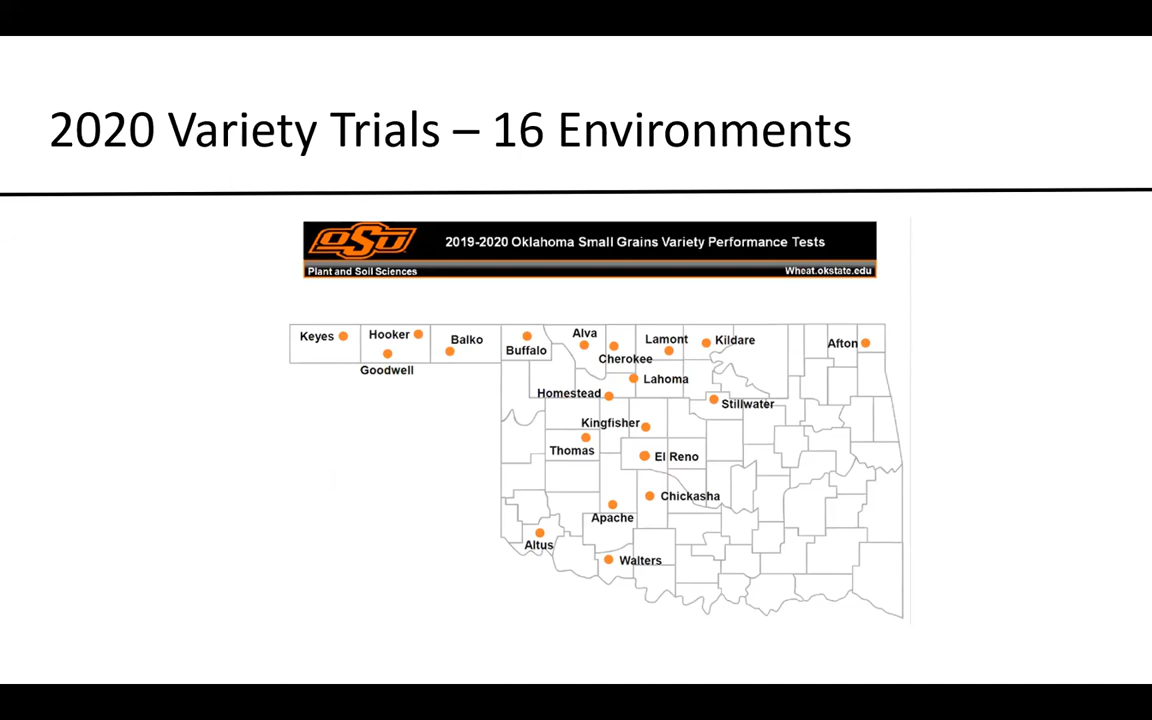 2020 Variety Trials – 16 Environments
OSU
2019-2020 Oklahoma Small Grains Variety Performance Tests
Plant and Soil Sciences
Wheat.okstate.edu
Keyes
Hooker
Balko
Goodwell
Buffalo
Alva
Cherokee
Lamont
Kildare
Afton
Lahoma
Homestead
Stillwater
Kingfisher
Thomas
El Reno
Chickasha
Apache
Altus
Walters